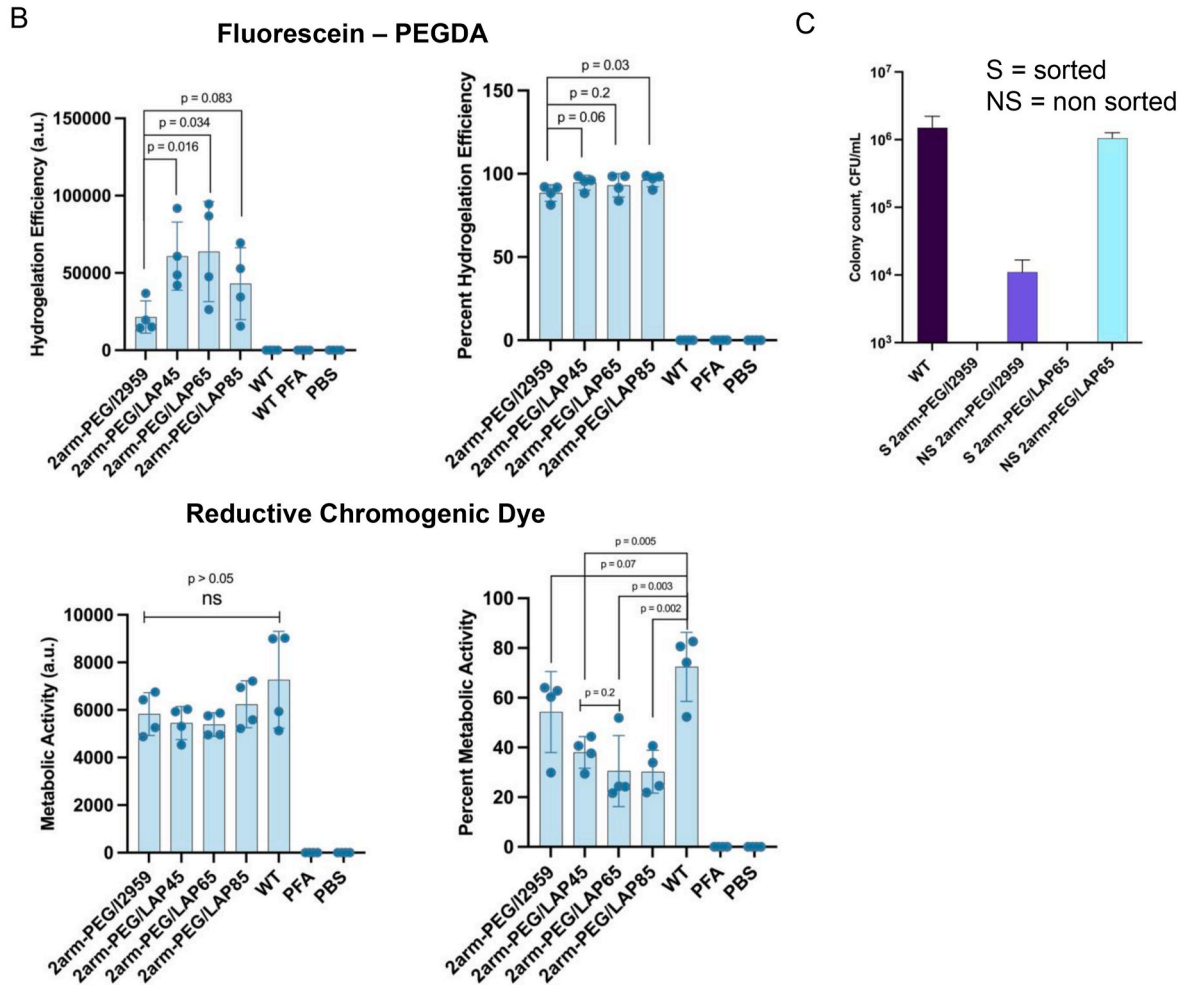 B
Fluorescein – PEGDA
Hydrogelation Efficiency (a.u.)
150000
100000
50000
0
p = 0.083
p = 0.034
p = 0.016
2arm-PEG/I2959
2arm-PEG/LAP45
2arm-PEG/LAP65
2arm-PEG/LAP85
WT
WT PFA
PBS
Percent Hydrogelation Efficiency
150
100
50
0
p = 0.03
p = 0.2
p = 0.06
2arm-PEG/I2959
2arm-PEG/LAP45
2arm-PEG/LAP65
2arm-PEG/LAP85
WT
PFA
PBS
C
S = sorted
NS = non sorted
Colony count, CFU/mL
10⁷
10⁶
10⁵
10⁴
10³
WT
S 2arm-PEG/I2959
NS 2arm-PEG/I2959
S 2arm-PEG/LAP65
NS 2arm-PEG/LAP65
Reductive Chromogenic Dye
Metabolic Activity (a.u.)
10000
8000
6000
4000
2000
0
p > 0.05
ns
2arm-PEG/I2959
2arm-PEG/LAP45
2arm-PEG/LAP65
2arm-PEG/LAP85
WT
PFA
PBS
Percent Metabolic Activity
100
80
60
40
20
0
p = 0.005
p = 0.07
p = 0.003
p = 0.002
p = 0.2
2arm-PEG/I2959
2arm-PEG/LAP45
2arm-PEG/LAP65
2arm-PEG/LAP85
WT
PFA
PBS